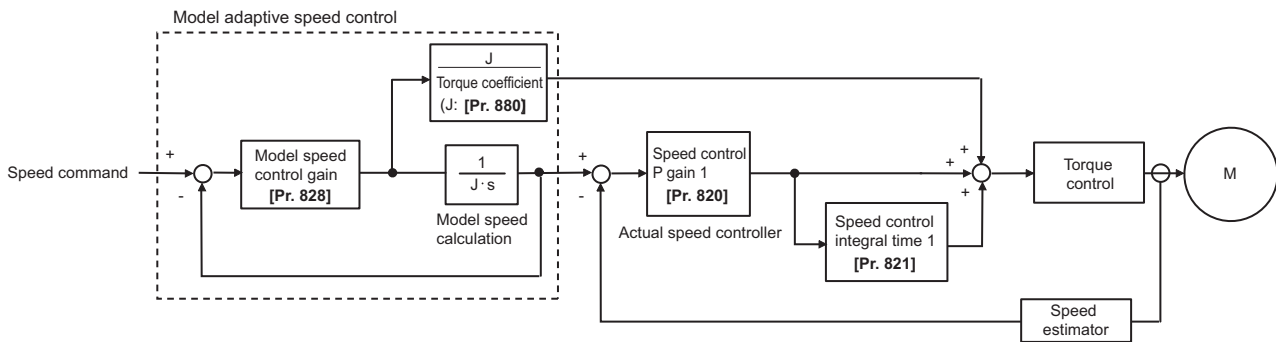 Model adaptive speed control
J
Torque coefficient
(J: [Pr. 880]
Speed command
+
-
Model speed
control gain
[Pr. 828]
1
J·s
Model speed
calculation
+
-
Speed control
P gain 1
[Pr. 820]
Actual speed controller
Speed control
integral time 1
[Pr. 821]
+
+
+
Torque
control
M
Speed
estimator